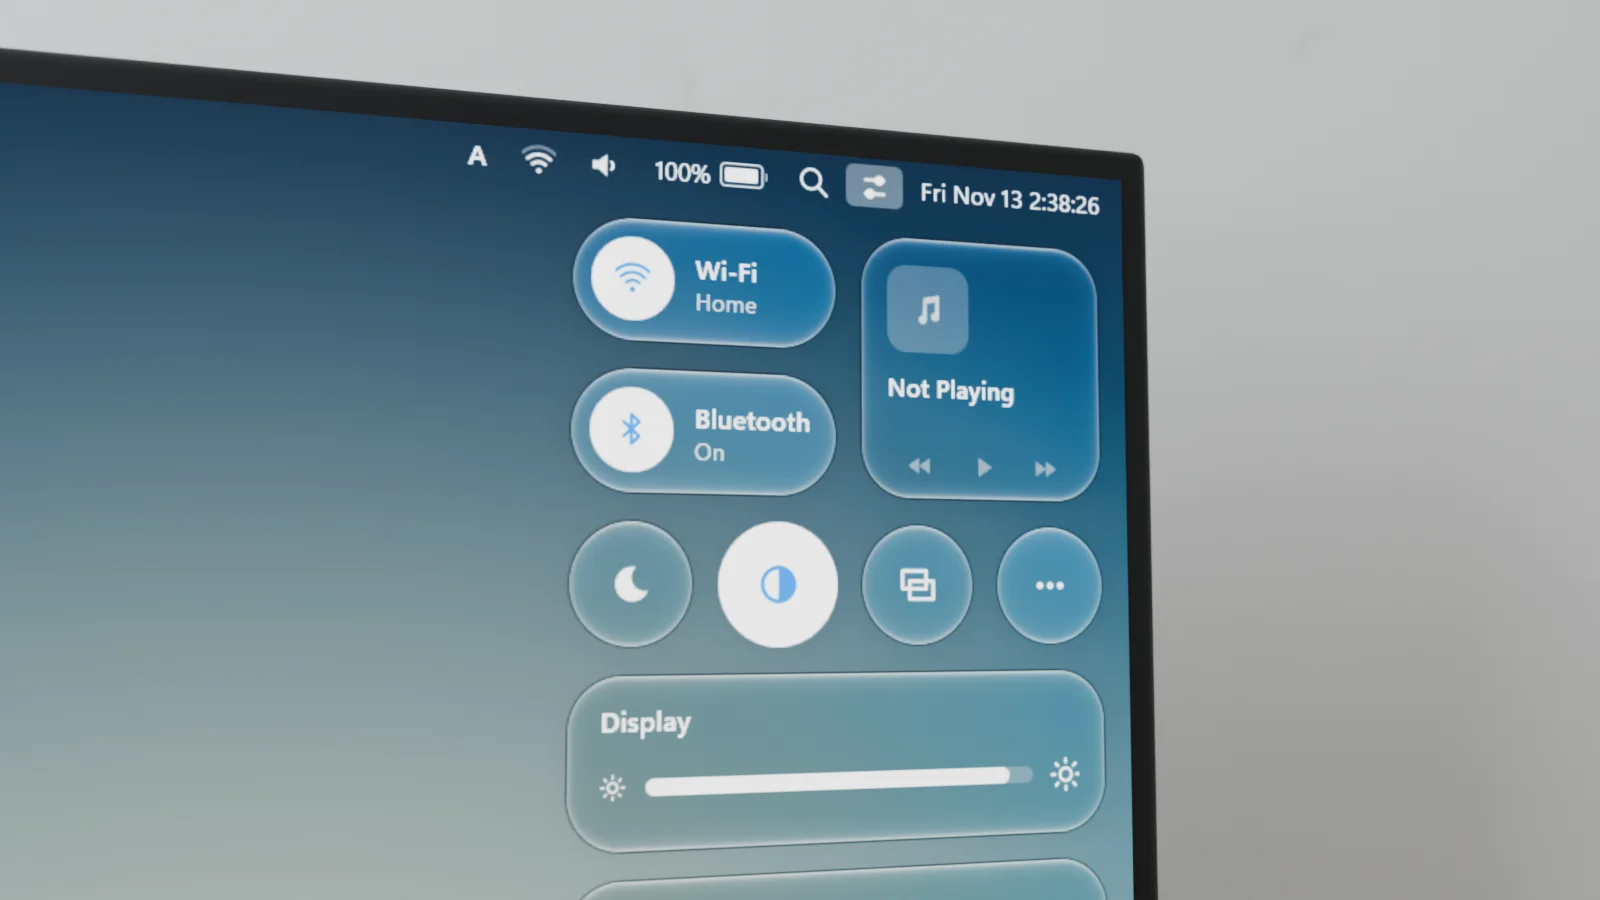 A
100%
Fri Nov 13 2:38:26
Wi-Fi
Home
Not Playing
Bluetooth
On
Display